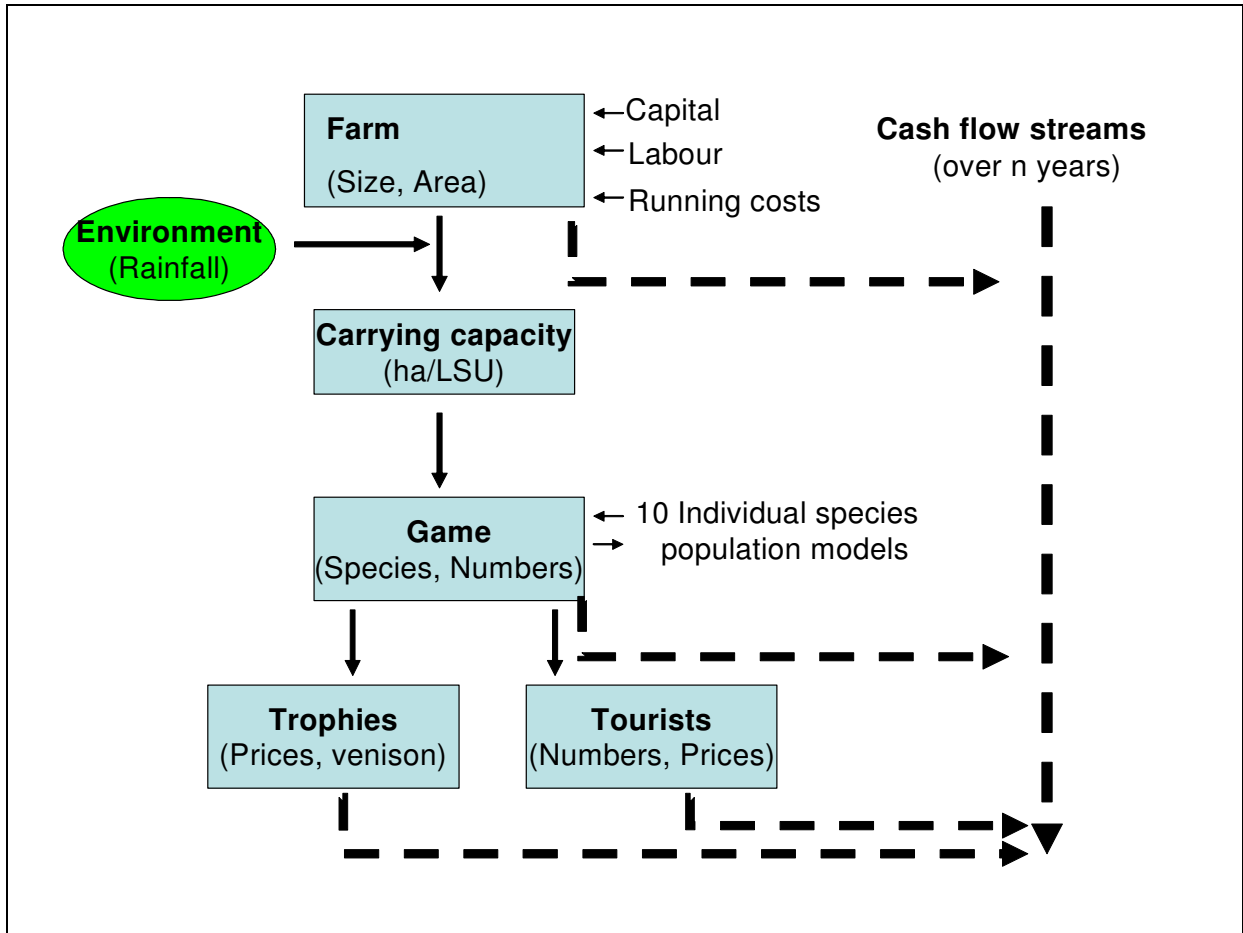 Farm
(Size, Area)
Capital
Labour
Running costs
Cash flow streams
(over n years)
Environment
(Rainfall)
Carrying capacity
(ha/LSU)
Game
(Species, Numbers)
10 Individual species
population models
Trophies
(Prices, venison)
Tourists
(Numbers, Prices)